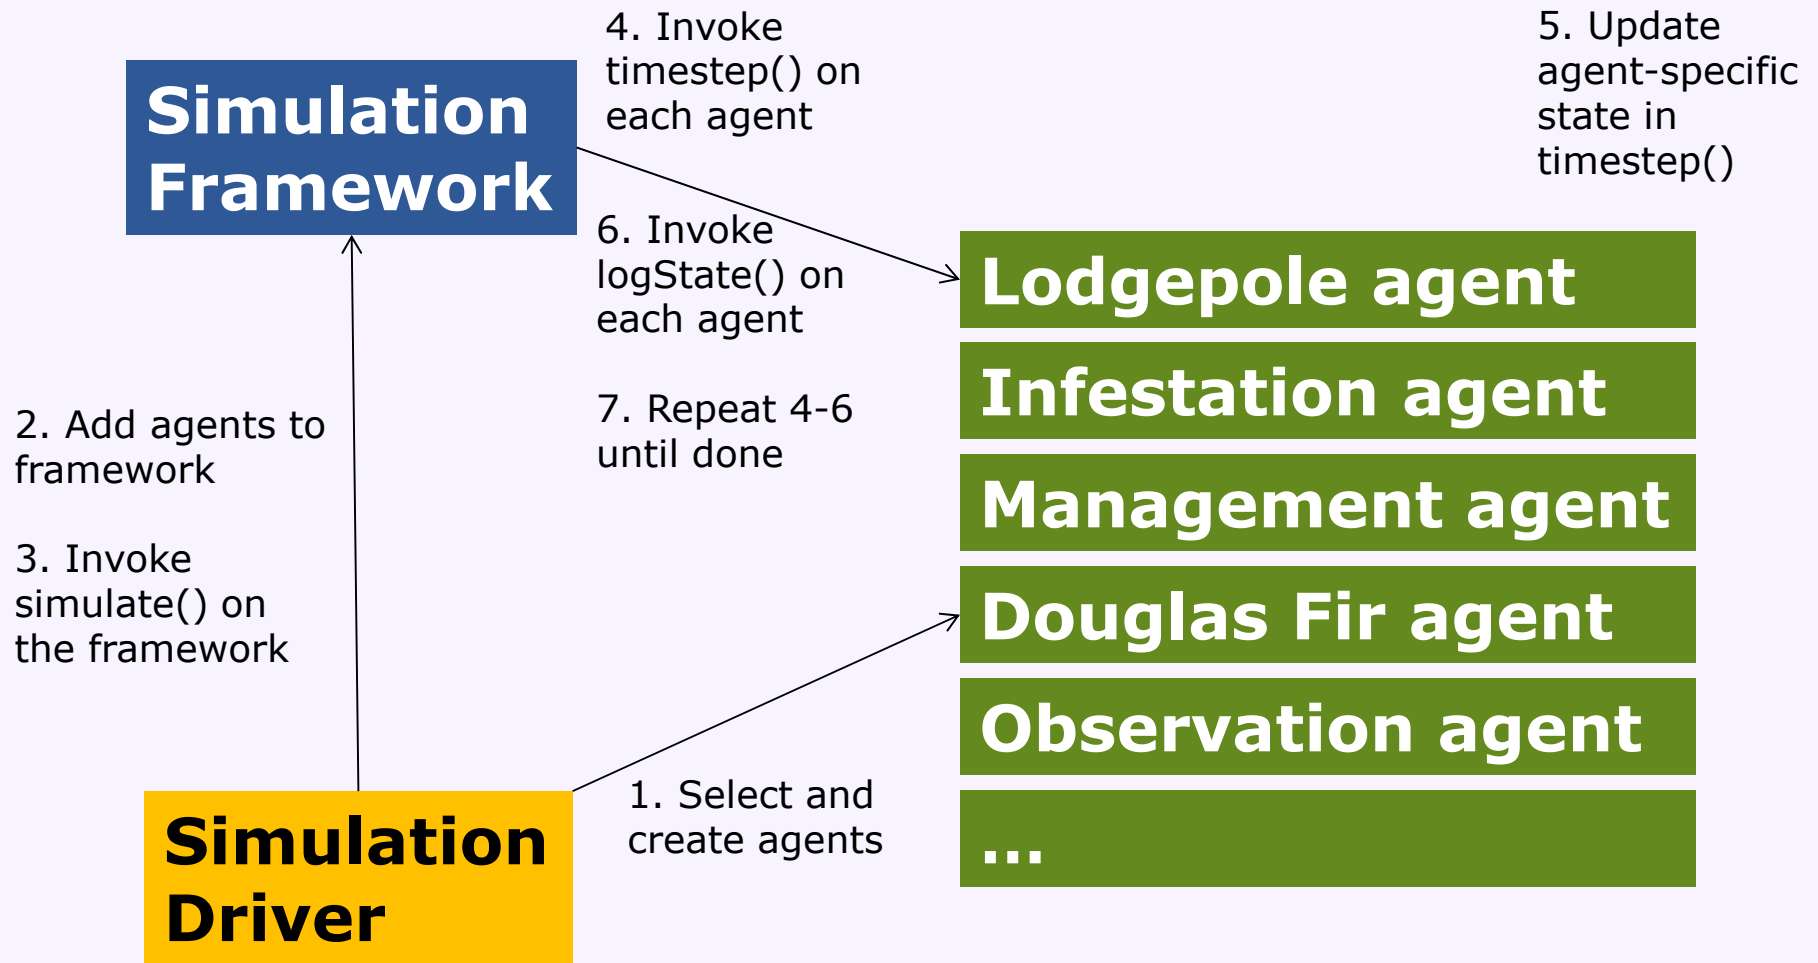 4. Invoke
timestep() on
each agent
5. Update
agent-specific
state in
timestep()
Simulation
Framework
6. Invoke
logState() on
each agent
7. Repeat 4-6
until done
Lodgepole agent
Infestation agent
Management agent
Douglas Fir agent
Observation agent
...
2. Add agents to
framework
3. Invoke
simulate() on
the framework
1. Select and
create agents
Simulation
Driver